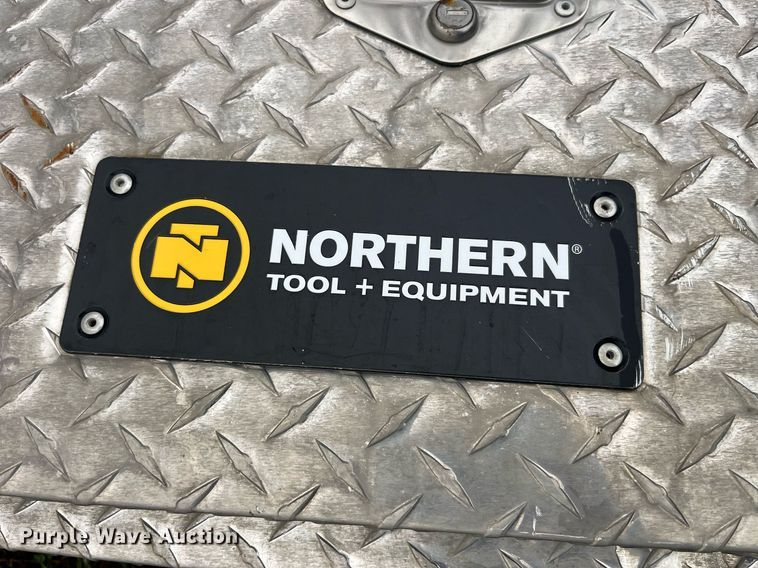 NORTHERN®
TOOL + EQUIPMENT
Purple Wave Auction